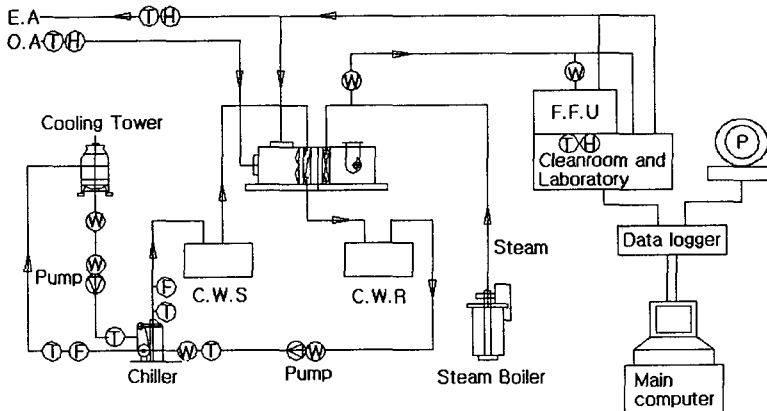 E.A T H
O.A T H
W
W
Cooling Tower
F.F.U
T H
Cleanroom and
Laboratory
P
W
W
Pump
Steam
Data logger
C.W.S
C.W.R
F
T
T
T F
W T
W
Chiller
Pump
Steam Boiler
Main
computer